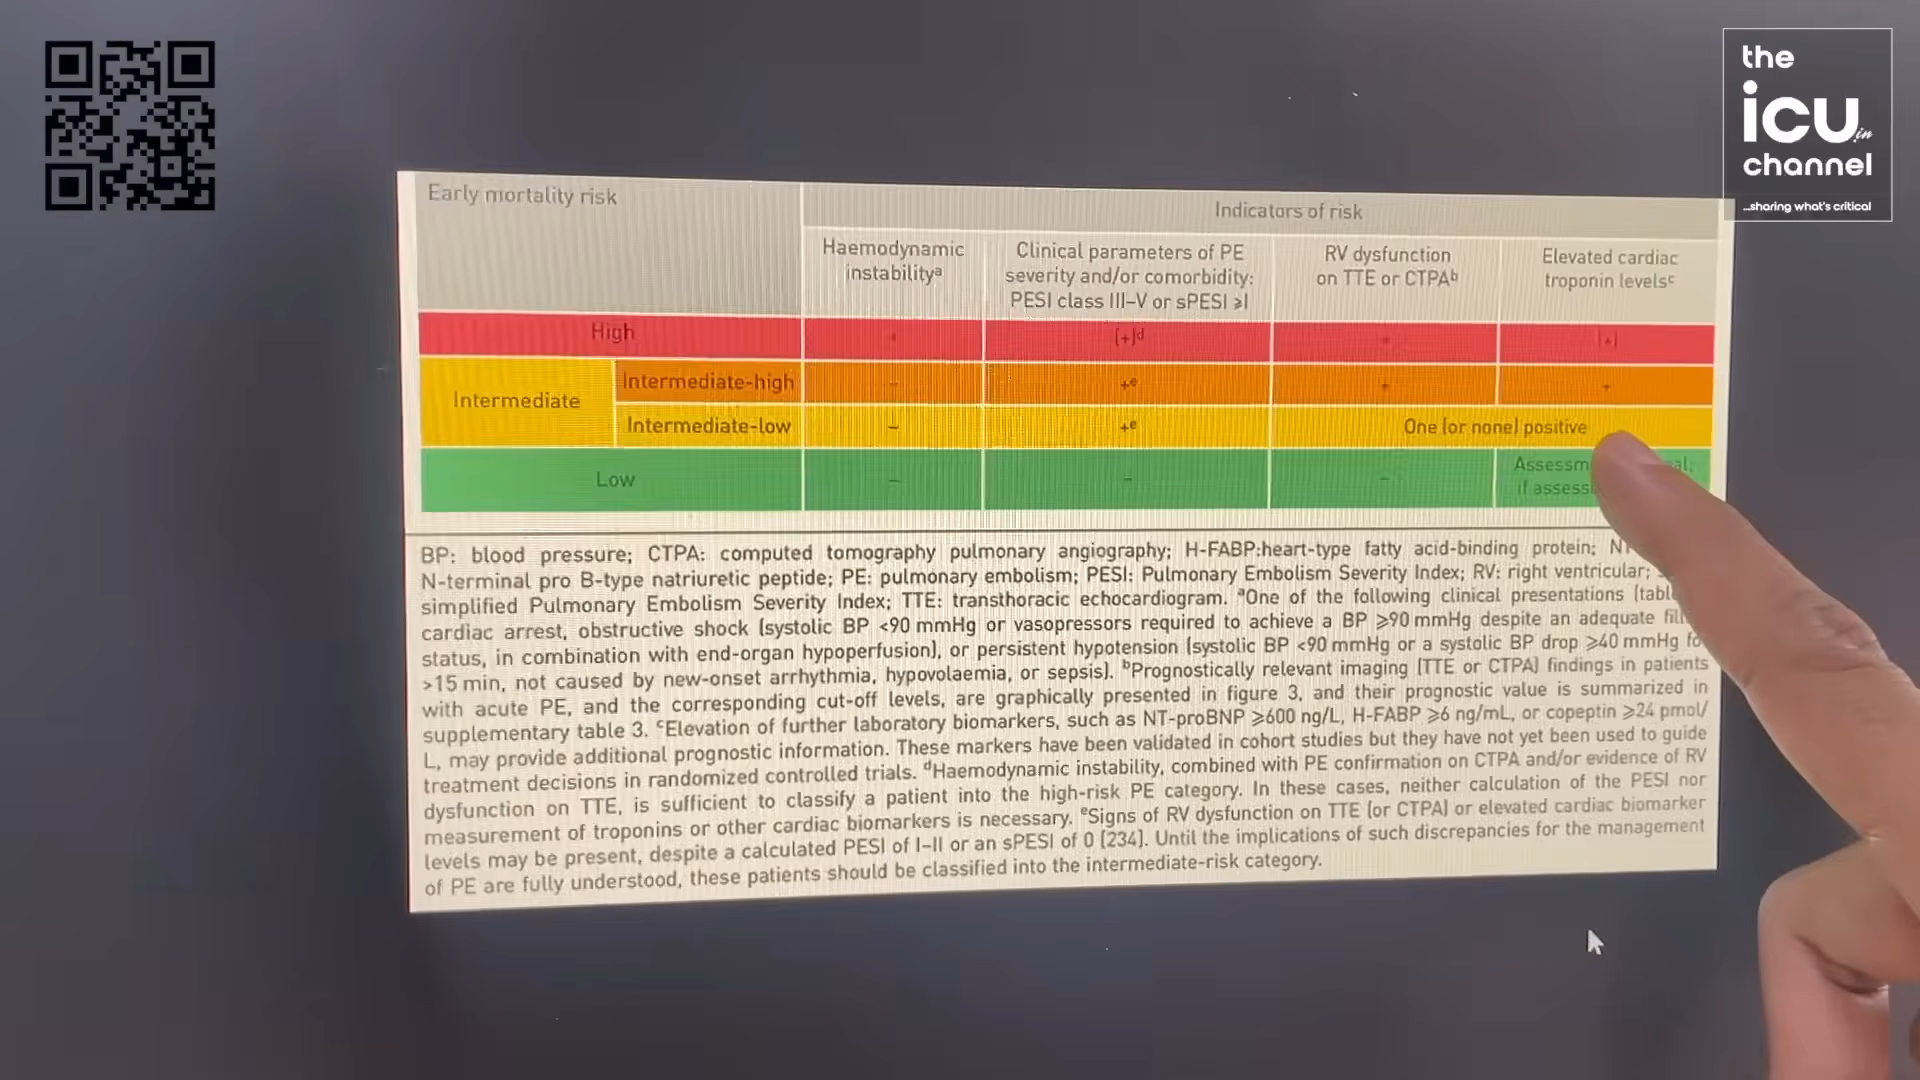 the
icu.in
channel
...sharing what's critical
Early mortality risk
Indicators of risk
Haemodynamic
instabilityᵃ
Clinical parameters of PE
severity and/or comorbidity:
PESI class III–V or sPESI ⩾I
RV dysfunction
on TTE or CTPAᵇ
Elevated cardiac
troponin levelsᶜ
High
+
[+]ᵈ
+
[+]
Intermediate
Intermediate-high
–
+ᵉ
+
+
Intermediate-low
–
+ᵉ
One (or none) positive
Low
–
–
–
if
BP: blood pressure; CTPA: computed tomography pulmonary angiography; H-FABP:heart-type fatty acid-binding protein;
N-terminal pro B-type natriuretic peptide; PE: pulmonary embolism; PESI: Pulmonary Embolism Severity Index; RV: right ventricular;
simplified Pulmonary Embolism Severity Index; TTE: transthoracic echocardiogram. ᵃOne of the following clinical presentations
cardiac arrest, obstructive shock (systolic BP <90 mmHg or vasopressors required to achieve a BP ⩾90 mmHg despite an adequate
status, in combination with end-organ hypoperfusion), or persistent hypotension (systolic BP <90 mmHg or a systolic BP drop ⩾40 mmHg
>15 min, not caused by new-onset arrhythmia, hypovolaemia, or sepsis). ᵇPrognostically relevant imaging (TTE or CTPA) findings in patients
with acute PE, and the corresponding cut-off levels, are graphically presented in figure 3, and their prognostic value is summarized in
supplementary table 3. ᶜElevation of further laboratory biomarkers, such as NT-proBNP ⩾600 ng/L, H-FABP ⩾6 ng/mL, or copeptin ⩾24 pmol/
L, may provide additional prognostic information. These markers have been validated in cohort studies but they have not yet been used to guide
treatment decisions in randomized controlled trials. ᵈHaemodynamic instability, combined with PE confirmation on CTPA and/or evidence of RV
dysfunction on TTE, is sufficient to classify a patient into the high-risk PE category. In these cases, neither calculation of the PESI nor
measurement of troponins or other cardiac biomarkers is necessary. ᵉSigns of RV dysfunction on TTE (or CTPA) or elevated cardiac biomarker
levels may be present, despite a calculated PESI of I–II or an sPESI of 0 [234]. Until the implications of such discrepancies for the management
of PE are fully understood, these patients should be classified into the intermediate-risk category.